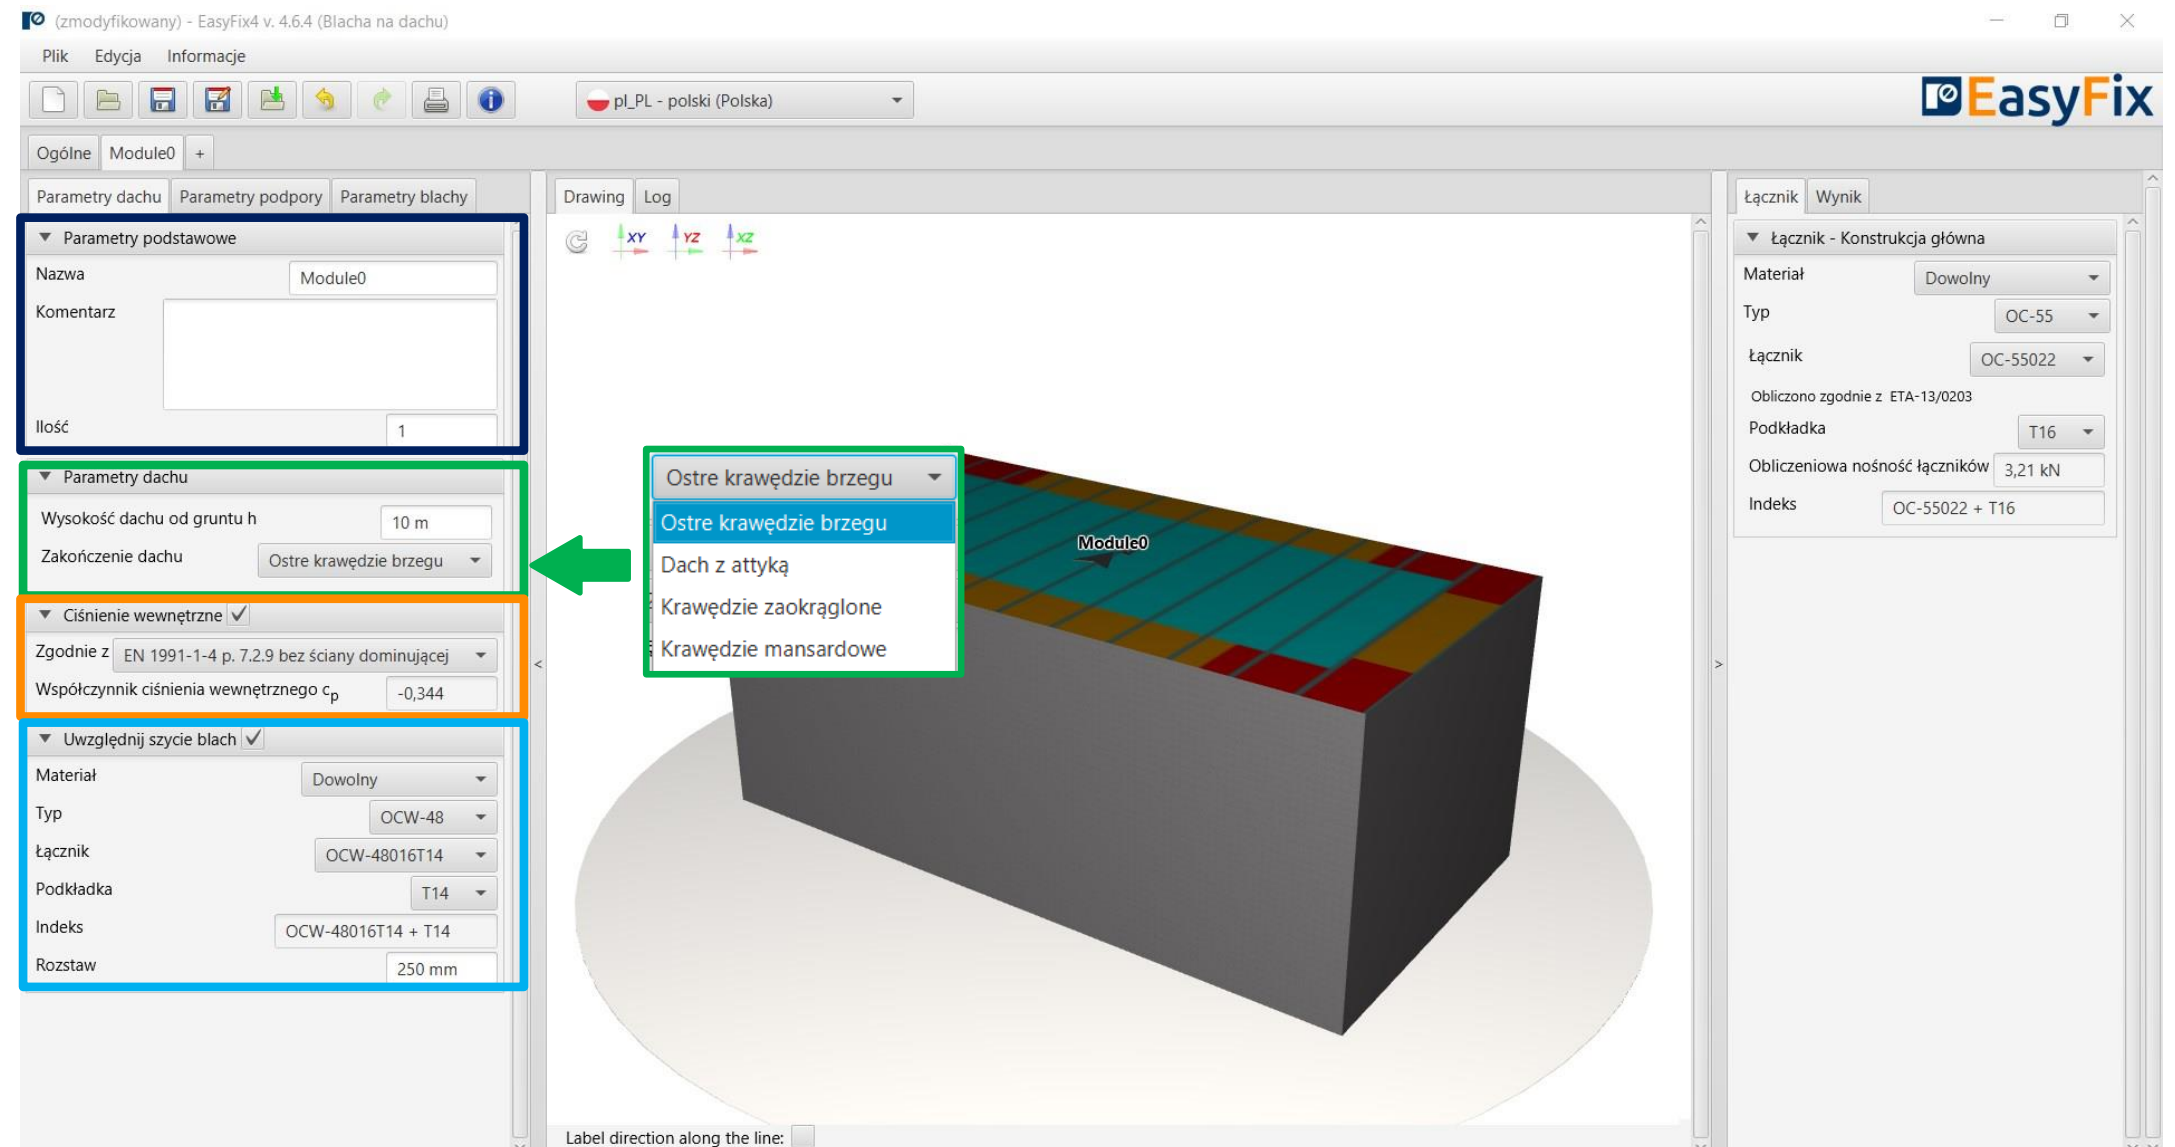 (zmodyfikowany) - EasyFix4 v. 4.6.4 (Blacha na dachu)
Plik Edycja Informacje
pl_PL - polski (Polska)
EasyFix
Ogólne Module0 +
Parametry dachu Parametry podpory Parametry blachy
Parametry podstawowe
Nazwa Module0
Komentarz
Ilość 1
Parametry dachu
Wysokość dachu od gruntu h 10 m
Zakończenie dachu Ostre krawędzie brzegu
Ciśnienie wewnętrzne
Zgodnie z EN 1991-1-4 p. 7.2.9 bez ściany dominującej
Współczynnik ciśnienia wewnętrznego cp -0,344
Uwzględnij szycie blach
Materiał Dowolny
Typ OCW-48
Łącznik OCW-48016T14
Podkładka T14
Indeks OCW-48016T14 + T14
Rozstaw 250 mm
<
Drawing Log
XY YZ XZ
Ostre krawędzie brzegu
Ostre krawędzie brzegu
Dach z attyką
Krawędzie zaokrąglone
Krawędzie mansardowe
Module0
Label direction along the line:
>
Łącznik Wynik
Łącznik - Konstrukcja główna
Materiał Dowolny
Typ OC-55
Łącznik OC-55022
Obliczono zgodnie z ETA-13/0203
Podkładka T16
Obliczeniowa nośność łączników 3,21 kN
Indeks OC-55022 + T16